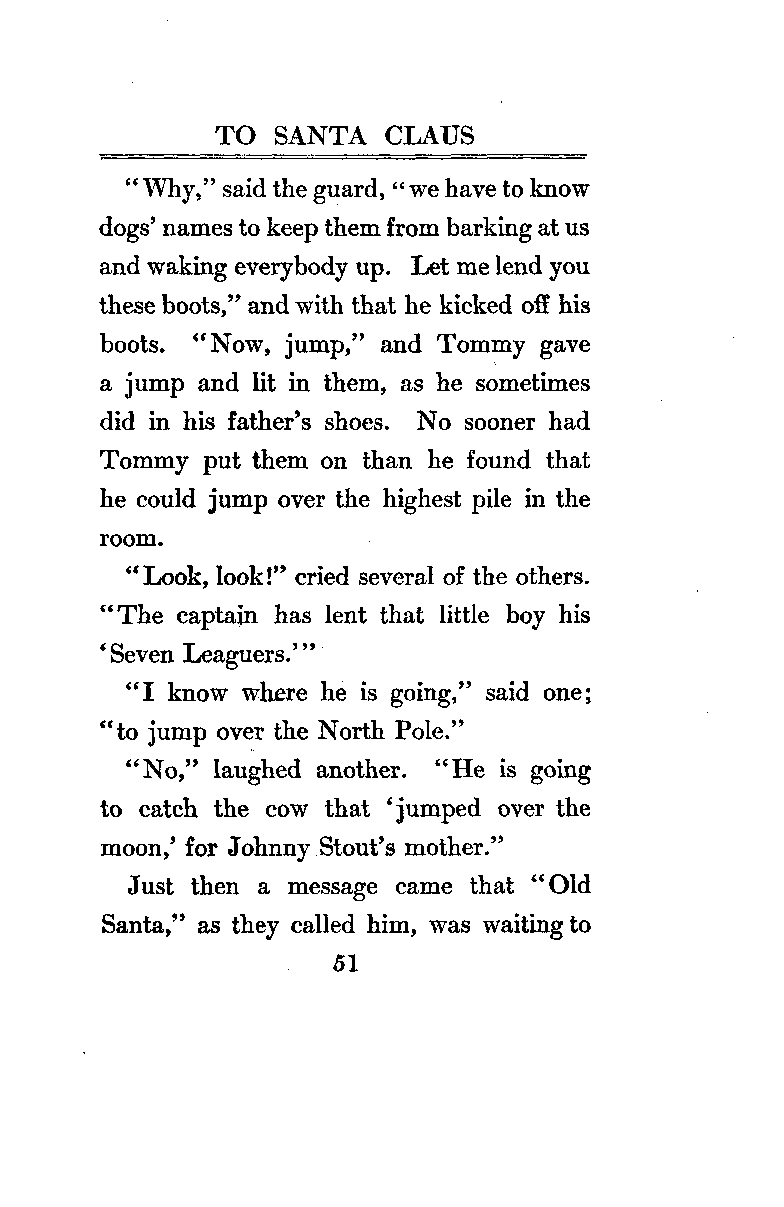 TO SANTA CLAUS
“Why,” said the guard, “we have to know
dogs’ names to keep them from barking at us
and waking everybody up. Let me lend you
these boots,” and with that he kicked off his
boots. “Now, jump,” and Tommy gave
a jump and lit in them, as he sometimes
did in his father’s shoes. No sooner had
Tommy put them on than he found that
he could jump over the highest pile in the
room.
“Look, look!” cried several of the others.
“The captain has lent that little boy his
‘Seven Leaguers.’”
“I know where he is going,” said one;
“to jump over the North Pole.”
“No,” laughed another. “He is going
to catch the cow that ‘jumped over the
moon,’ for Johnny Stout’s mother.”
Just then a message came that “Old
Santa,” as they called him, was waiting to
51